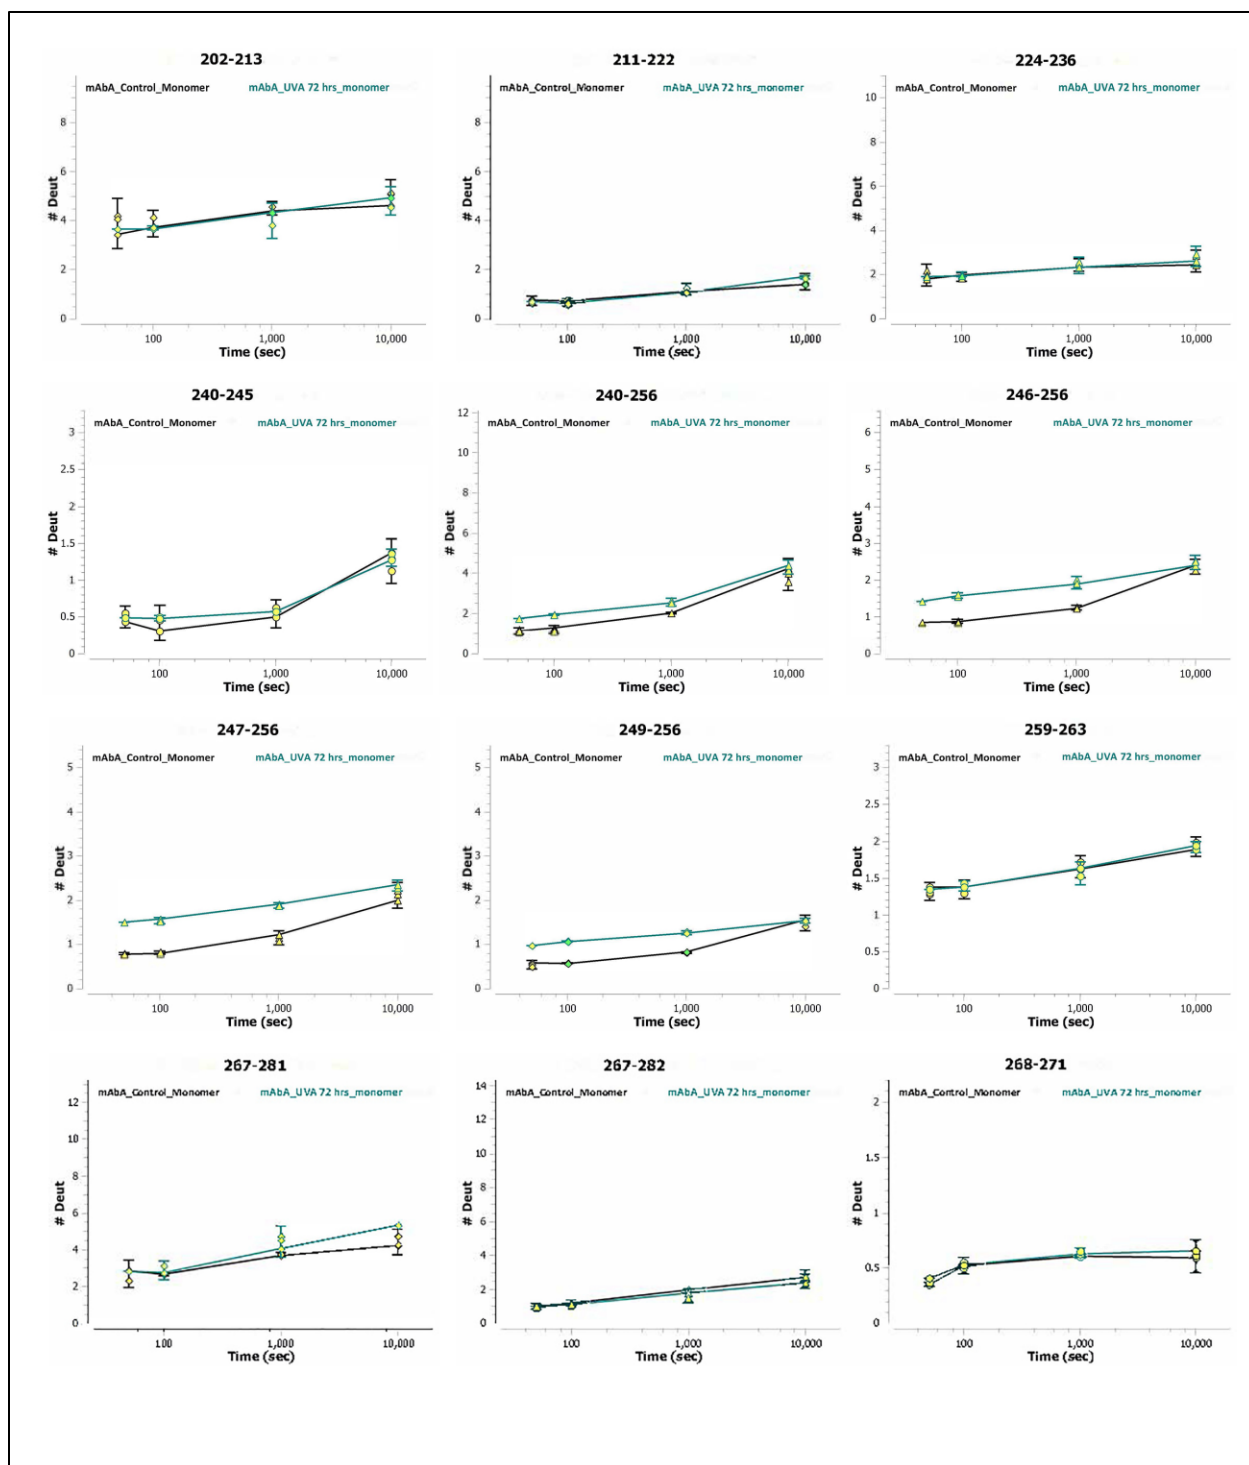 202-213
mAbA_Control_Monomer mAbA_UVA 72 hrs_monomer
# Deut
8
6
4
2
0
100 1,000 10,000
Time (sec)
211-222
mAbA_Control_Monomer mAbA_UVA 72 hrs_monomer
# Deut
8
6
4
2
0
100 1,000 10,000
Time (sec)
224-236
mAbA_Control_Monomer mAbA_UVA 72 hrs_monomer
# Deut
10
8
6
4
2
0
100 1,000 10,000
Time (sec)
240-245
mAbA_Control_Monomer mAbA_UVA 72 hrs_monomer
# Deut
3
2.5
2
1.5
1
0.5
0
100 1,000 10,000
Time (sec)
240-256
mAbA_Control_Monomer mAbA_UVA 72 hrs_monomer
# Deut
12
10
8
6
4
2
0
100 1,000 10,000
Time (sec)
246-256
mAbA_Control_Monomer mAbA_UVA 72 hrs_monomer
# Deut
6
5
4
3
2
1
0
100 1,000 10,000
Time (sec)
247-256
mAbA_Control_Monomer mAbA_UVA 72 hrs_monomer
# Deut
5
4
3
2
1
0
100 1,000 10,000
Time (sec)
249-256
mAbA_Control_Monomer mAbA_UVA 72 hrs_monomer
# Deut
5
4
3
2
1
0
100 1,000 10,000
Time (sec)
259-263
mAbA_Control_Monomer mAbA_UVA 72 hrs_monomer
# Deut
3
2.5
2
1.5
1
0.5
0
100 1,000 10,000
Time (sec)
267-281
mAbA_Control_Monomer mAbA_UVA 72 hrs_monomer
# Deut
12
10
8
6
4
2
0
100 1,000 10,000
Time (sec)
267-282
mAbA_Control_Monomer mAbA_UVA 72 hrs_monomer
# Deut
14
12
10
8
6
4
2
0
100 1,000 10,000
Time (sec)
268-271
mAbA_Control_Monomer mAbA_UVA 72 hrs_monomer
# Deut
2
1.5
1
0.5
0
100 1,000 10,000
Time (sec)